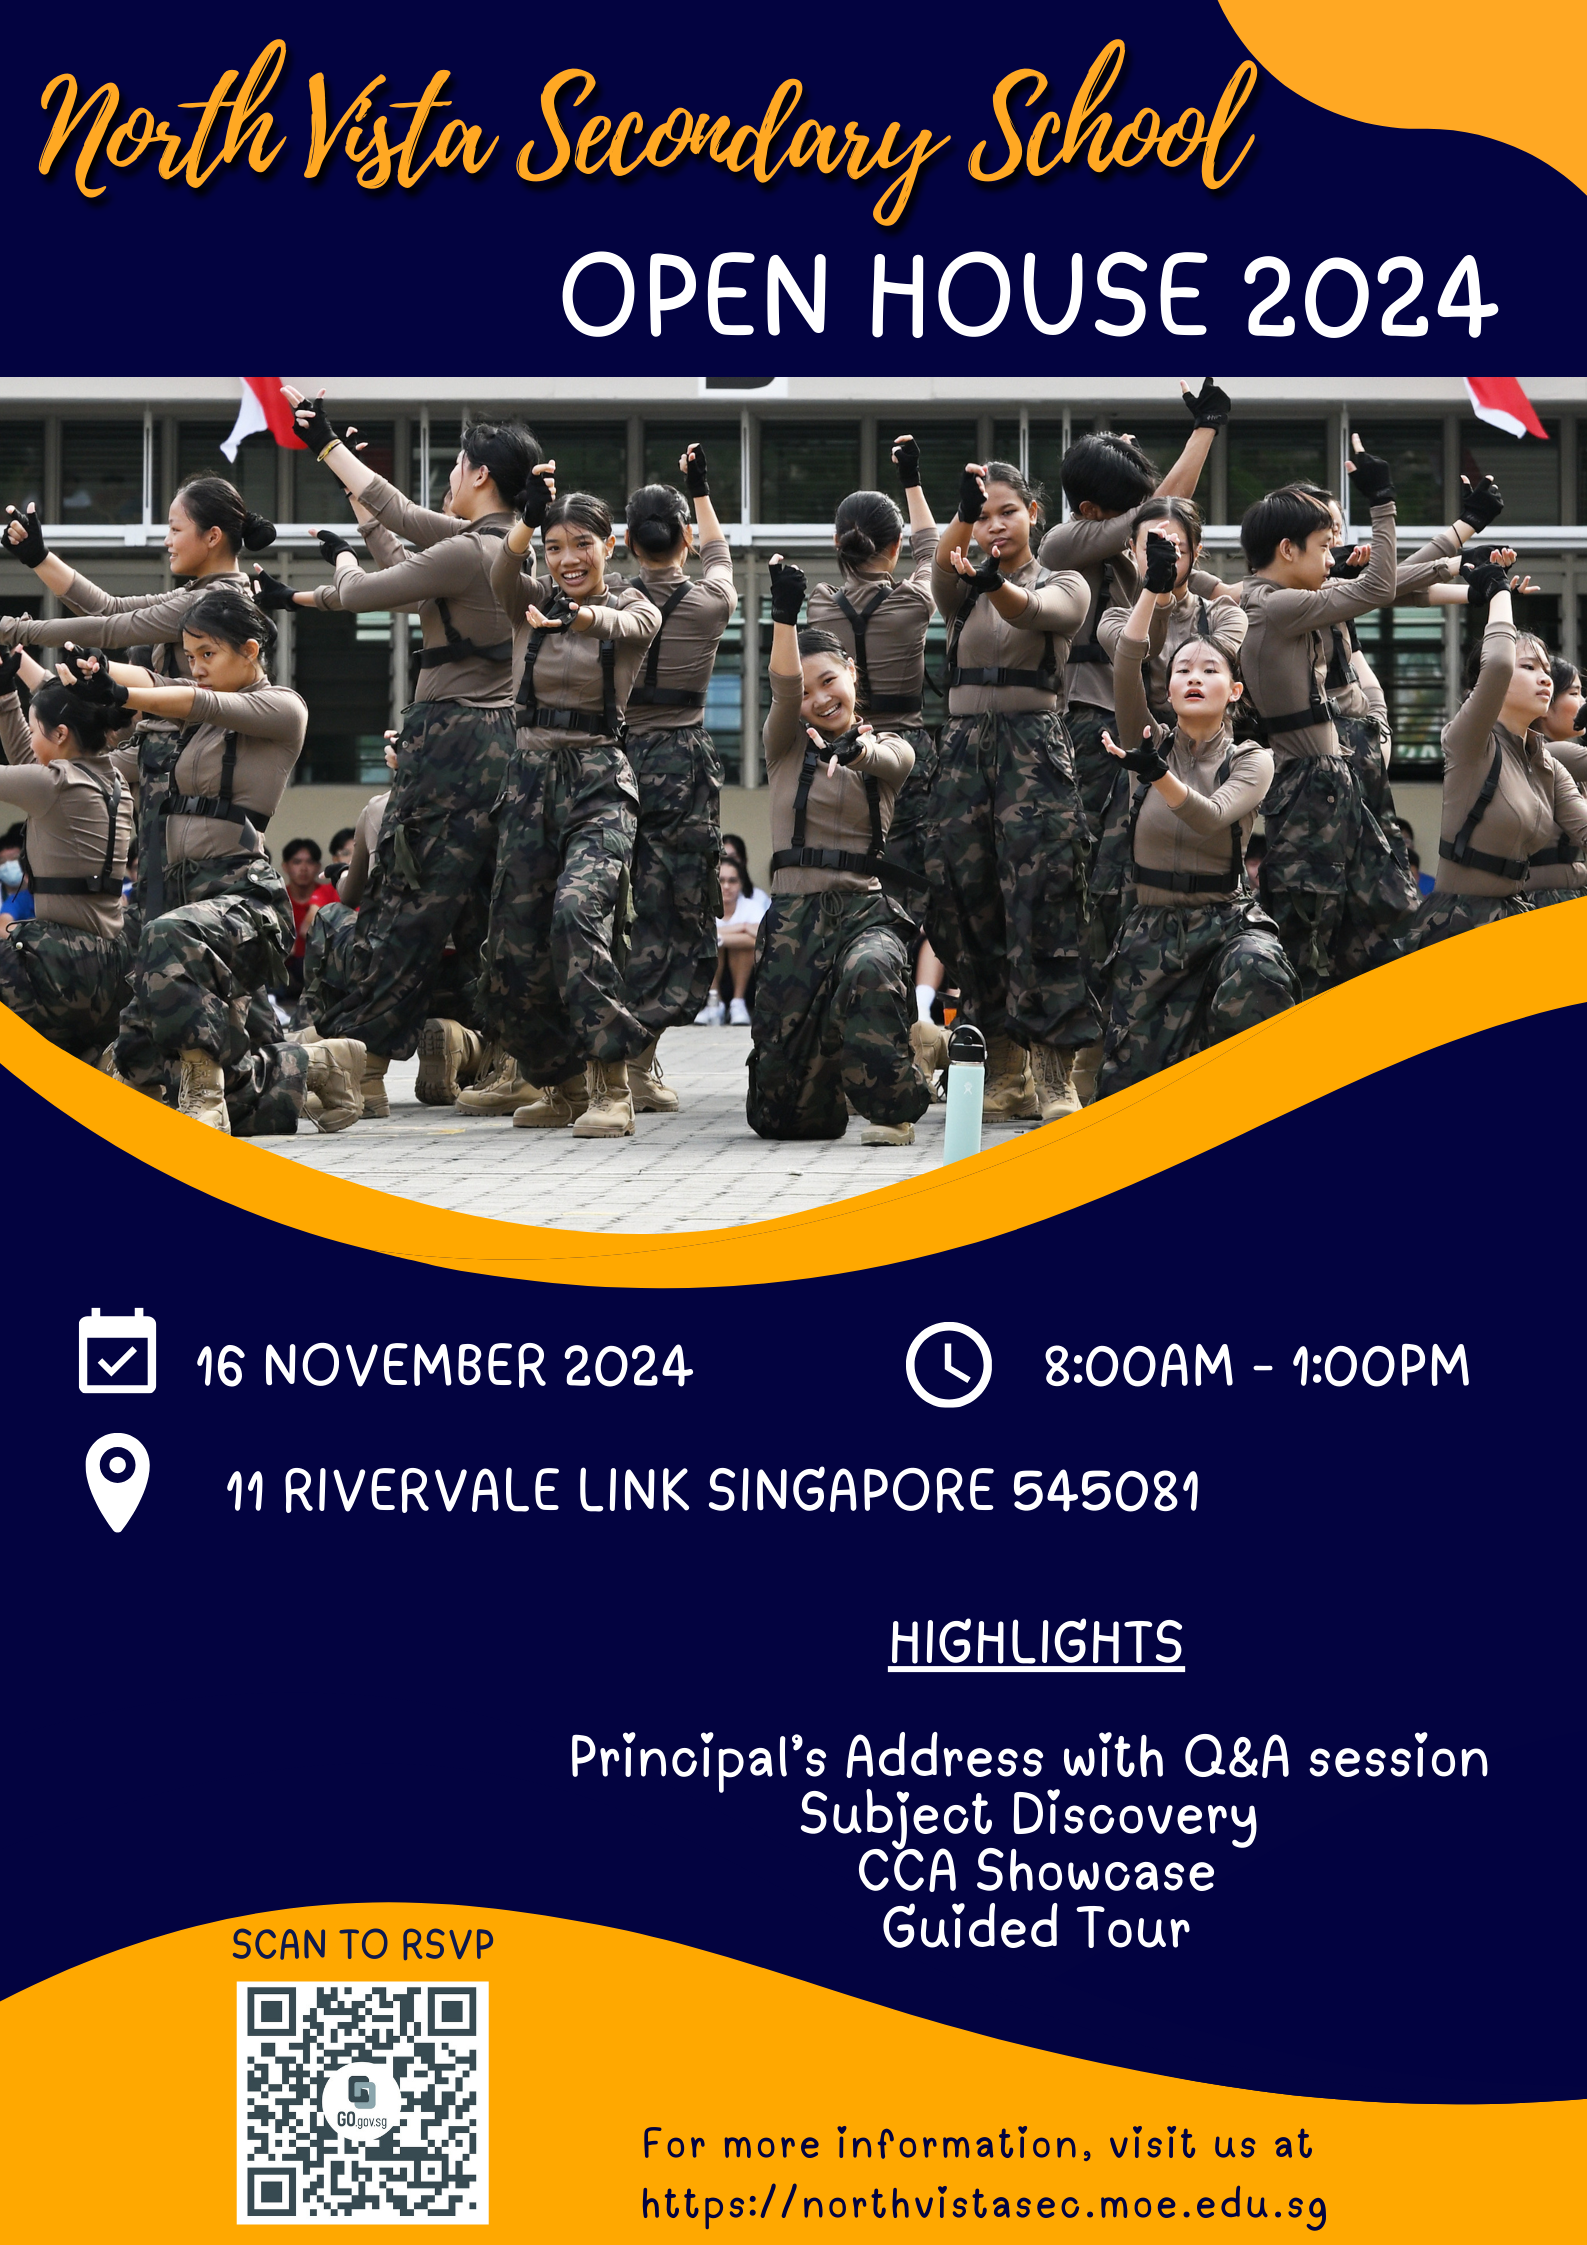 North Vista Secondary School
OPEN HOUSE 2024
16 NOVEMBER 2024
8:00AM - 1:00PM
11 RIVERVALE LINK SINGAPORE 545081
HIGHLIGHTS
Principal's Address with Q&A session
Subject Discovery
CCA Showcase
Guided Tour
SCAN TO RSVP
GO.gov.sg
For more information, visit us at
https://northvistasec.moe.edu.sg